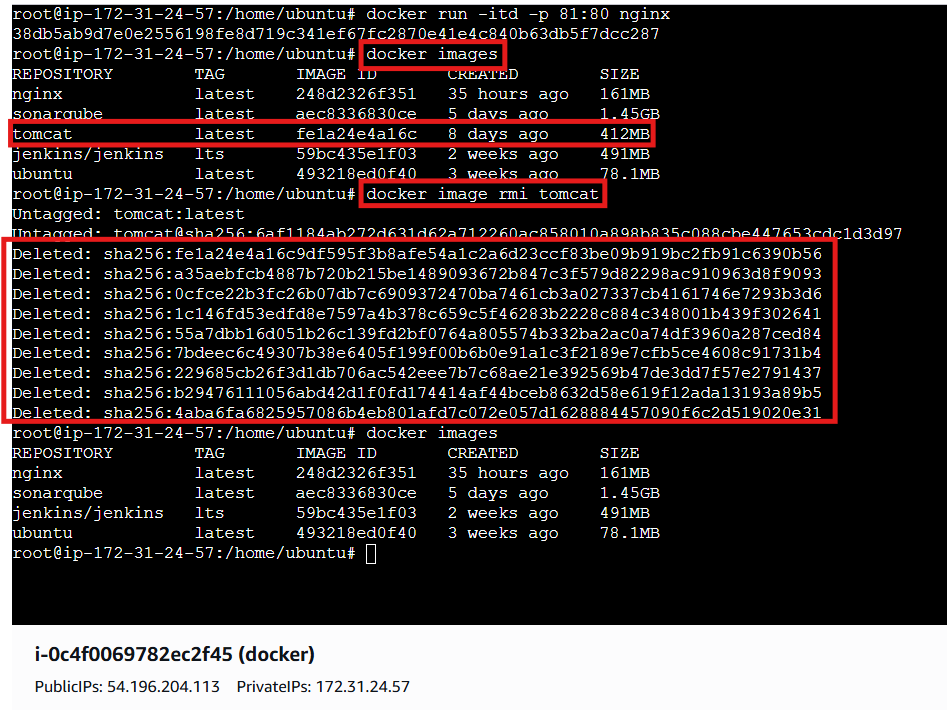 root@ip-172-31-24-57:/home/ubuntu# docker run -itd -p 81:80 nginx
38db5ab9d7e0e2556198fe8d719c341ef67fc2870e41e4c840b63db5f7dcc287
root@ip-172-31-24-57:/home/ubuntu# docker images
REPOSITORY TAG IMAGE ID CREATED SIZE
nginx latest 248d2326f351 35 hours ago 161MB
sonarqube latest aec8336830ce 5 days ago 1.45GB
tomcat latest fe1a24e4a16c 8 days ago 412MB
jenkins/jenkins lts 59bc435e1f03 2 weeks ago 491MB
ubuntu latest 493218ed0f40 3 weeks ago 78.1MB
root@ip-172-31-24-57:/home/ubuntu# docker image rmi tomcat
Untagged: tomcat:latest
Untagged: tomcat@sha256:6af1184ab272d631d62a712260ac858010a898b835c088cbe447653cdc1d3d97
Deleted: sha256:fe1a24e4a16c9df595f3b8afe54a1c2a6d23ccf83be09b919bc2fb91c6390b56
Deleted: sha256:a35aebfcb4887b720b215be1489093672b847c3f579d82298ac910963d8f9093
Deleted: sha256:0cfce22b3fc26b07db7c6909372470ba7461cb3a027337cb4161746e7293b3d6
Deleted: sha256:1c146fd53edfd8e7597a4b378c659c5f46283b2228c884c348001b439f302641
Deleted: sha256:55a7dbb16d051b26c139fd2bf0764a805574b332ba2ac0a74df3960a287ced84
Deleted: sha256:7bdeec6c49307b38e6405f199f00b6b0e91a1c3f2189e7cfb5ce4608c91731b4
Deleted: sha256:229685cb26f3d1db706ac542eee7b7c68ae21e392569b47de3dd7f57e2791437
Deleted: sha256:b29476111056abd42d1f0fd174414af44bceb8632d58e619f12ada13193a89b5
Deleted: sha256:4aba6fa6825957086b4eb801afd7c072e057d1628884457090f6c2d519020e31
root@ip-172-31-24-57:/home/ubuntu# docker images
REPOSITORY TAG IMAGE ID CREATED SIZE
nginx latest 248d2326f351 35 hours ago 161MB
sonarqube latest aec8336830ce 5 days ago 1.45GB
jenkins/jenkins lts 59bc435e1f03 2 weeks ago 491MB
ubuntu latest 493218ed0f40 3 weeks ago 78.1MB
root@ip-172-31-24-57:/home/ubuntu#
i-0c4f0069782ec2f45 (docker)
PublicIPs: 54.196.204.113 PrivateIPs: 172.31.24.57